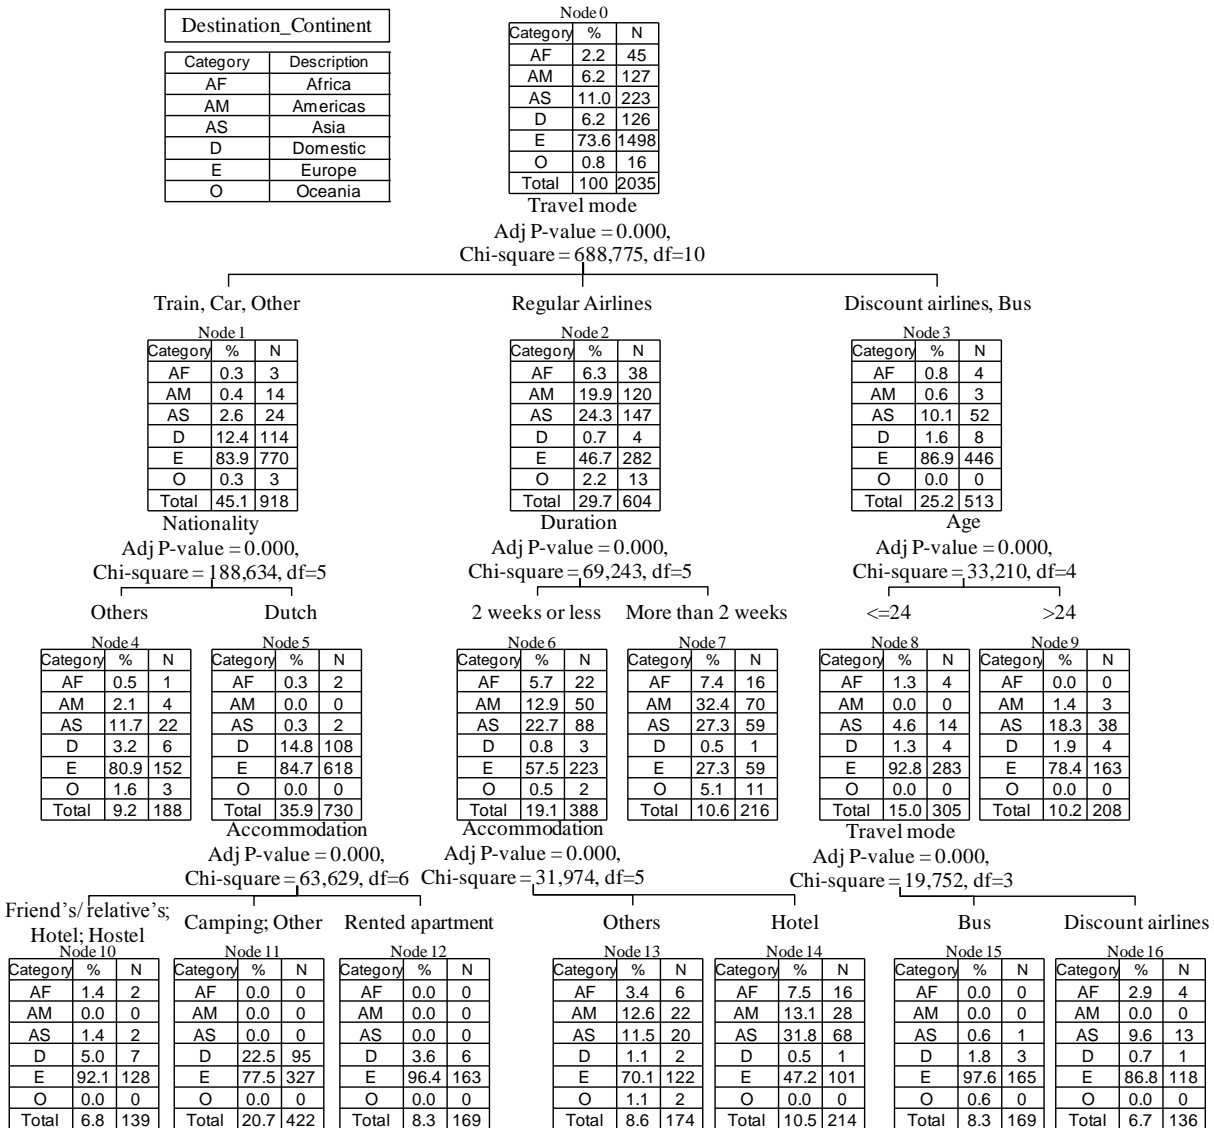 Destination_Continent
Category Description
AF Africa
AM Americas
AS Asia
D Domestic
E Europe
O Oceania
Node 0
Category % N
AF 2.2 45
AM 6.2 127
AS 11.0 223
D 6.2 126
E 73.6 1498
O 0.8 16
Total 100 2035
Travel mode
Adj P-value = 0.000,
Chi-square = 688,775, df=10
Train, Car, Other
Node 1
Category % N
AF 0.3 3
AM 0.4 14
AS 2.6 24
D 12.4 114
E 83.9 770
O 0.3 3
Total 45.1 918
Nationality
Adj P-value = 0.000,
Chi-square = 188,634, df=5
Regular Airlines
Node 2
Category % N
AF 6.3 38
AM 19.9 120
AS 24.3 147
D 0.7 4
E 46.7 282
O 2.2 13
Total 29.7 604
Duration
Adj P-value = 0.000,
Chi-square = 69,243, df=5
Discount airlines, Bus
Node 3
Category % N
AF 0.8 4
AM 0.6 3
AS 10.1 52
D 1.6 8
E 86.9 446
O 0.0 0
Total 25.2 513
Age
Adj P-value = 0.000,
Chi-square = 33,210, df=4
Others
Node 4
Category % N
AF 0.5 1
AM 2.1 4
AS 11.7 22
D 3.2 6
E 80.9 152
O 1.6 3
Total 9.2 188
Dutch
Node 5
Category % N
AF 0.3 2
AM 0.0 0
AS 0.3 2
D 14.8 108
E 84.7 618
O 0.0 0
Total 35.9 730
Accommodation
Adj P-value = 0.000,
Chi-square = 63,629, df=6
2 weeks or less
Node 6
Category % N
AF 5.7 22
AM 12.9 50
AS 22.7 88
D 0.8 3
E 57.5 223
O 0.5 2
Total 19.1 388
Accommodation
Adj P-value = 0.000,
Chi-square = 31,974, df=5
More than 2 weeks
Node 7
Category % N
AF 7.4 16
AM 32.4 70
AS 27.3 59
D 0.5 1
E 27.3 59
O 5.1 11
Total 10.6 216
<=24
Node 8
Category % N
AF 1.3 4
AM 0.0 0
AS 4.6 14
D 1.3 4
E 92.8 283
O 0.0 0
Total 15.0 305
Travel mode
Adj P-value = 0.000,
Chi-square = 19,752, df=3
>24
Node 9
Category % N
AF 0.0 0
AM 1.4 3
AS 18.3 38
D 1.9 4
E 78.4 163
O 0.0 0
Total 10.2 208
Friend's/ relative's;
Hotel; Hostel
Node 10
Category % N
AF 1.4 2
AM 0.0 0
AS 1.4 2
D 5.0 7
E 92.1 128
O 0.0 0
Total 6.8 139
Camping; Other
Node 11
Category % N
AF 0.0 0
AM 0.0 0
AS 0.0 0
D 22.5 95
E 77.5 327
O 0.0 0
Total 20.7 422
Rented apartment
Node 12
Category % N
AF 0.0 0
AM 0.0 0
AS 0.0 0
D 3.6 6
E 96.4 163
O 0.0 0
Total 8.3 169
Others
Node 13
Category % N
AF 3.4 6
AM 12.6 22
AS 11.5 20
D 1.1 2
E 70.1 122
O 1.1 2
Total 8.6 174
Hotel
Node 14
Category % N
AF 7.5 16
AM 13.1 28
AS 31.8 68
D 0.5 1
E 47.2 101
O 0.0 0
Total 10.5 214
Bus
Node 15
Category % N
AF 0.0 0
AM 0.0 0
AS 0.6 1
D 1.8 3
E 97.6 165
O 0.6 0
Total 8.3 169
Discount airlines
Node 16
Category % N
AF 2.9 4
AM 0.0 0
AS 9.6 13
D 0.7 1
E 86.8 118
O 0.0 0
Total 6.7 136